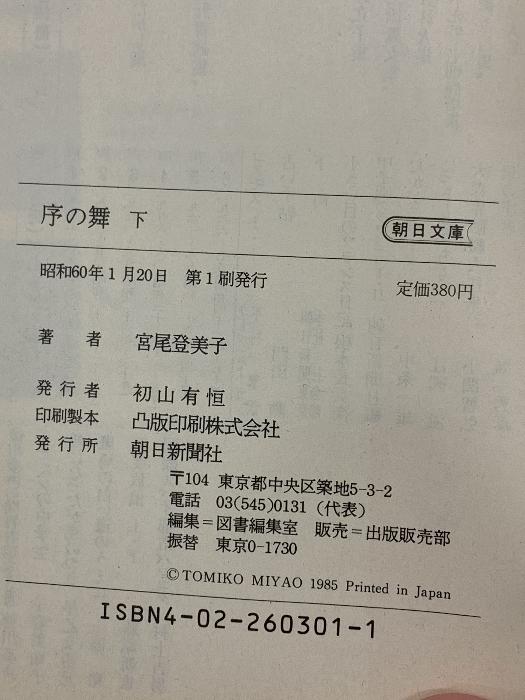 序の舞 下
朝日文庫
昭和60年1月20日 第1刷発行
定価380円
著者 宮尾登美子
発行者 初山有恒
印刷製本 凸版印刷株式会社
発行所 朝日新聞社
〒104 東京都中央区築地5-3-2
電話 03(545)0131（代表）
編集＝図書編集室 販売＝出版販売部
振替 東京0-1730
©TOMIKO MIYAO 1985 Printed in Japan
ISBN4-02-260301-1